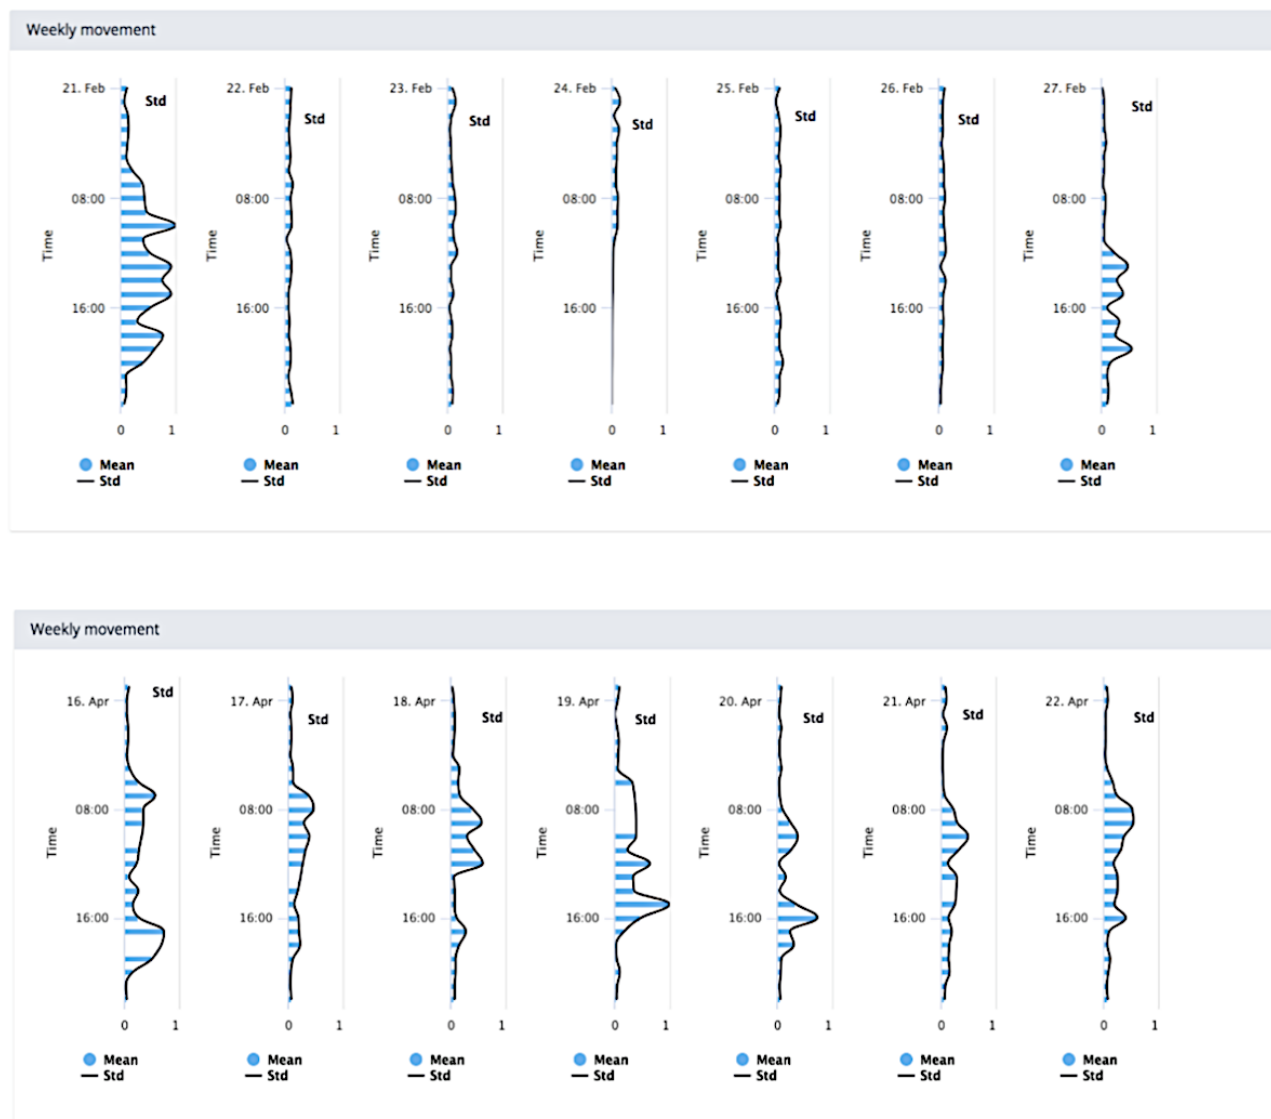 Weekly movement
21. Feb 22. Feb 23. Feb 24. Feb 25. Feb 26. Feb 27. Feb
Std Std Std Std Std Std Std
08:00 08:00 08:00 08:00 08:00 08:00 08:00
Time Time Time Time Time Time Time
16:00 16:00 16:00 16:00 16:00 16:00 16:00
0 1 0 1 0 1 0 1 0 1 0 1 0 1
Mean Mean Mean Mean Mean Mean Mean
Std Std Std Std Std Std Std
Weekly movement
16. Apr 17. Apr 18. Apr 19. Apr 20. Apr 21. Apr 22. Apr
Std Std Std Std Std Std Std
08:00 08:00 08:00 08:00 08:00 08:00 08:00
Time Time Time Time Time Time Time
16:00 16:00 16:00 16:00 16:00 16:00 16:00
0 1 0 1 0 1 0 1 0 1 0 1 0 1
Mean Mean Mean Mean Mean Mean Mean
Std Std Std Std Std Std Std